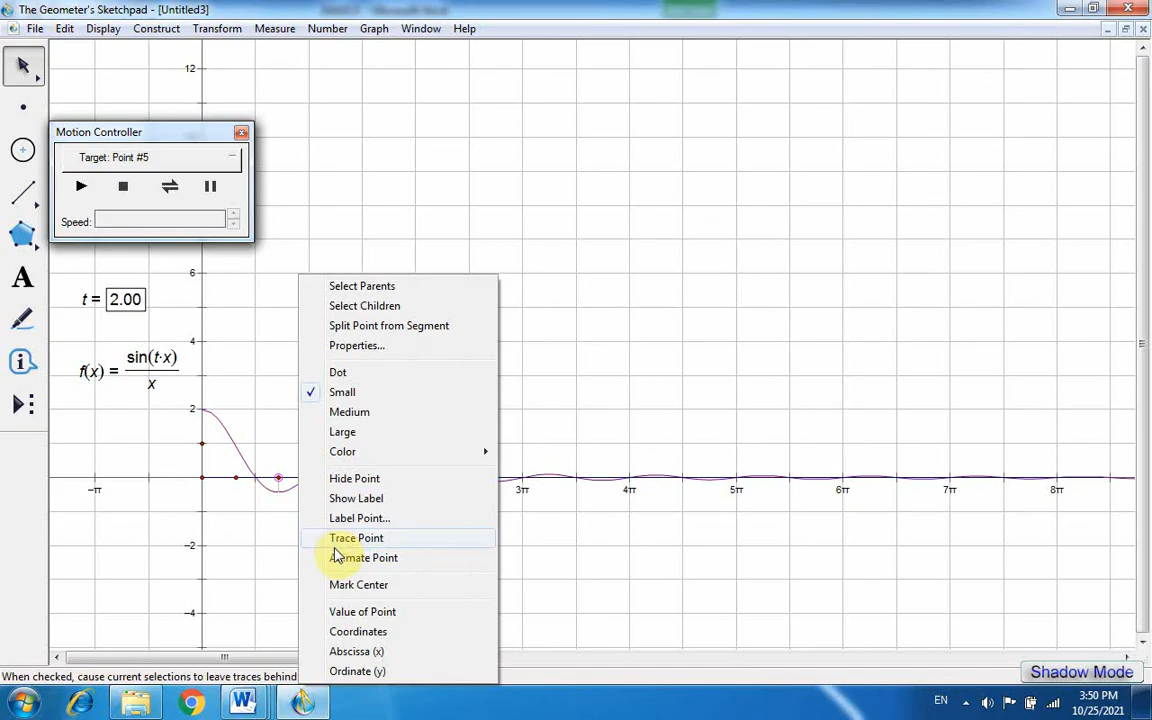 The Geometer's Sketchpad - [Untitled3]
File Edit Display Construct Transform Measure Number Graph Window Help
12
Motion Controller
Target: Point #5
Speed:
6
t = 2.00
f(x) = sin(t·x)
x
2
-2
-4
-π 3π 4π 5π 6π 7π 8π
Select Parents
Select Children
Split Point from Segment
Properties...
Dot
Small
Medium
Large
Color
Hide Point
Show Label
Label Point...
Trace Point
Animate Point
Mark Center
Value of Point
Coordinates
Abscissa (x)
Ordinate (y)
When checked, cause current selections to leave traces behind
Shadow Mode
A
EN
3:50 PM
10/25/2021